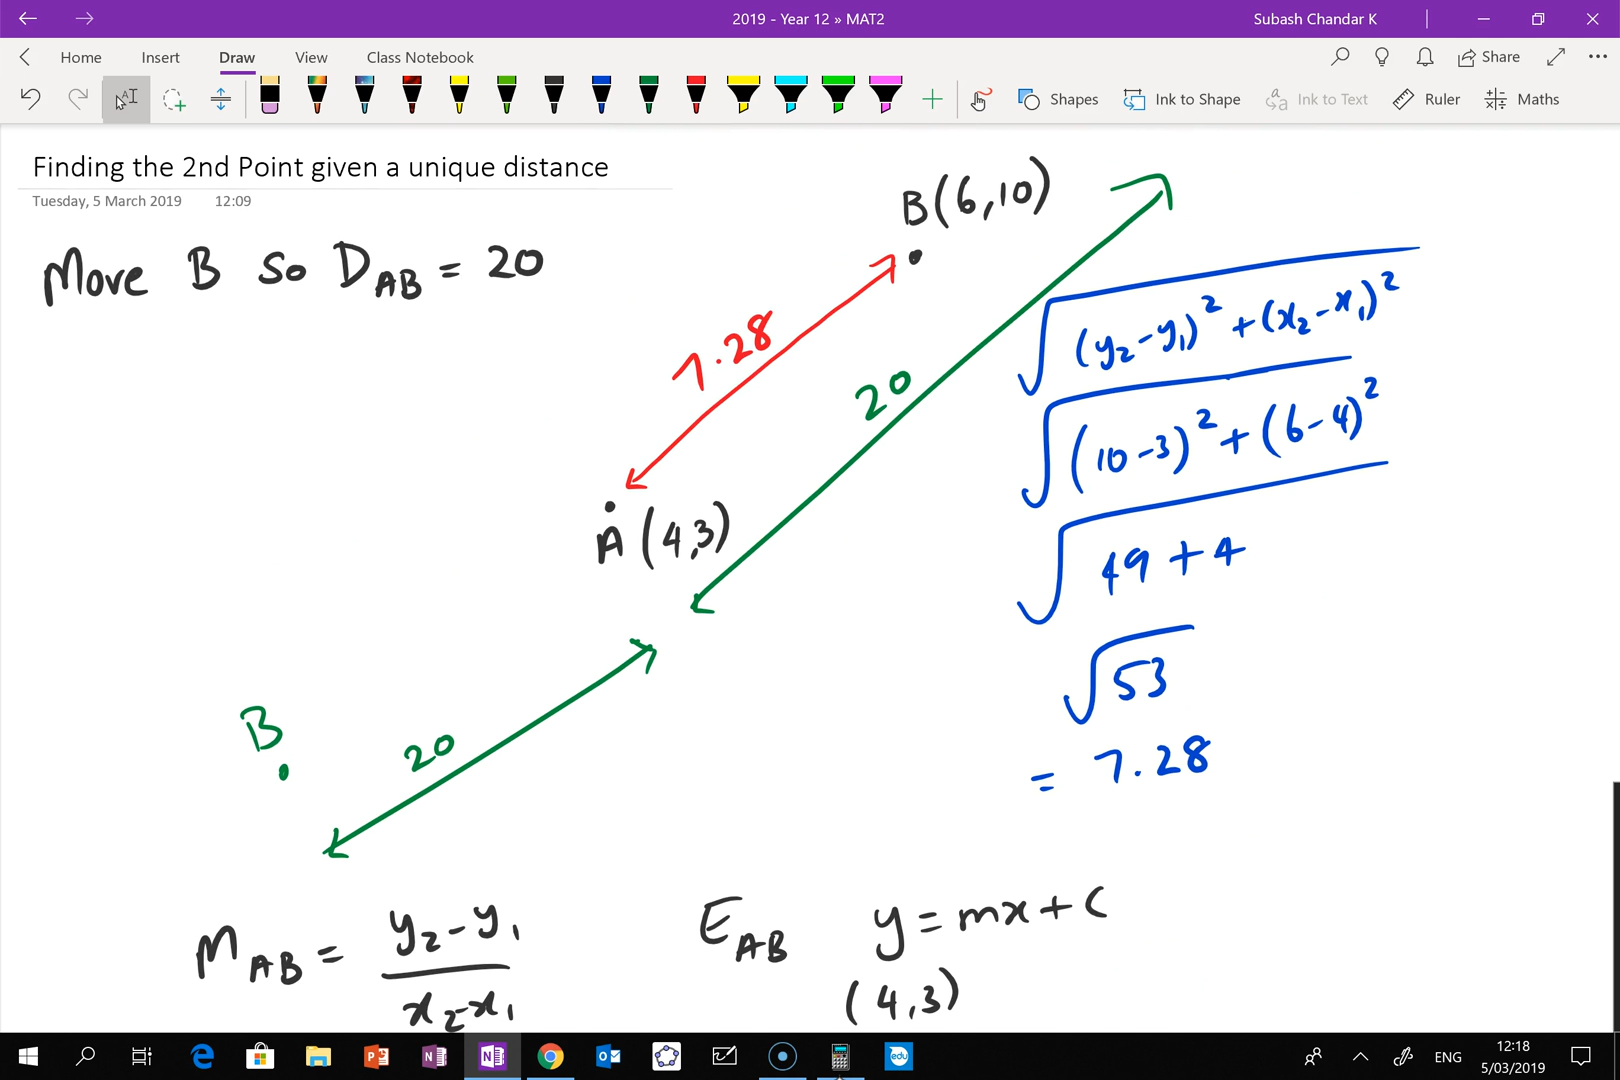 2019 - Year 12 » MAT2
Subash Chandar K
Home Insert Draw View Class Notebook
Share
Shapes Ink to Shape Ink to Text Ruler Maths
Finding the 2nd Point given a unique distance
Tuesday, 5 March 2019 12:09
Move B so D_AB = 20
B(6,10)
7.28
20
A (4,3)
√(y₂-y₁)² + (x₂-x₁)²
√(10-3)² + (6-4)²
√49 + 4
√53
= 7.28
B
20
M_AB = y₂-y₁
x₂-x₁
E_AB y = mx + c
(4,3)
ENG
12:18
5/03/2019
edu